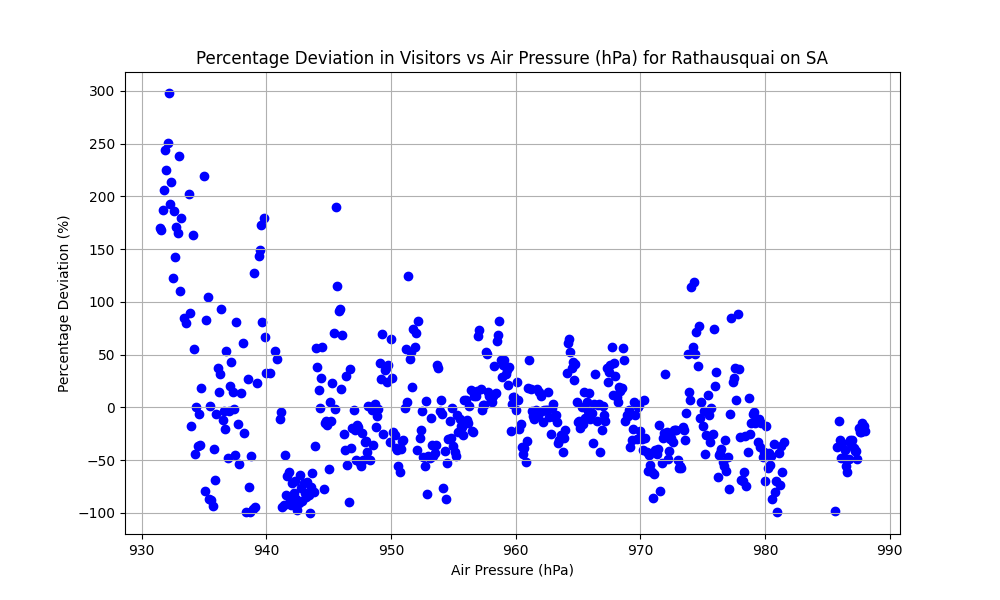 Percentage Deviation in Visitors vs Air Pressure (hPa) for Rathausquai on SA
Percentage Deviation (%)
300
250
200
150
100
50
0
−50
−100
930 940 950 960 970 980 990
Air Pressure (hPa)